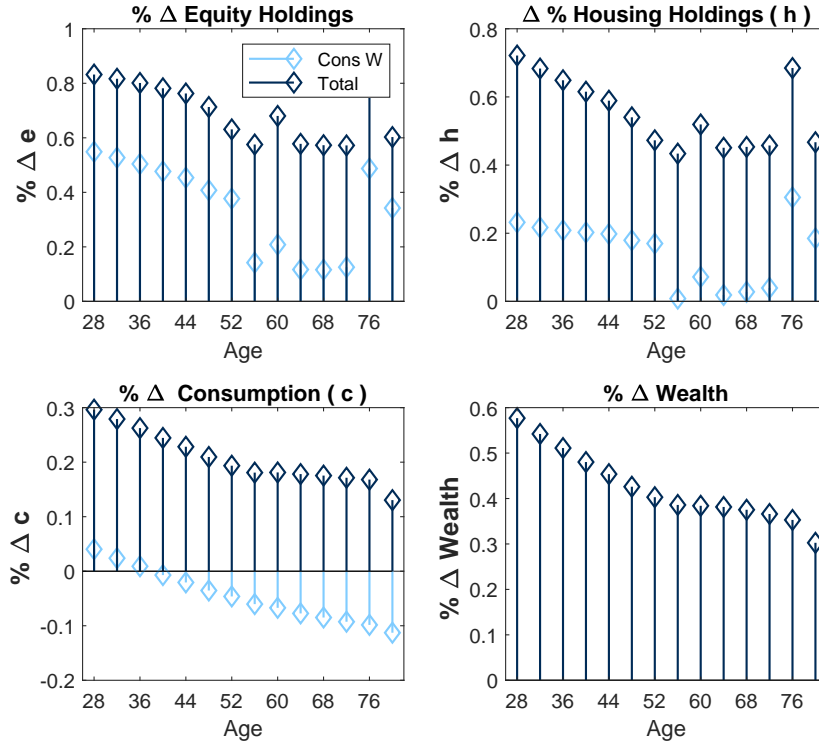 % Δ Equity Holdings
1
0.8
0.6
0.4
0.2
0
% Δ e
Cons W
Total
28 36 44 52 60 68 76
Age
Δ % Housing Holdings ( h )
0.8
0.6
0.4
0.2
0
% Δ h
28 36 44 52 60 68 76
Age
% Δ Consumption ( c )
0.3
0.2
0.1
0
-0.1
-0.2
% Δ c
28 36 44 52 60 68 76
Age
% Δ Wealth
0.6
0.5
0.4
0.3
0.2
0.1
0
% Δ Wealth
28 36 44 52 60 68 76
Age